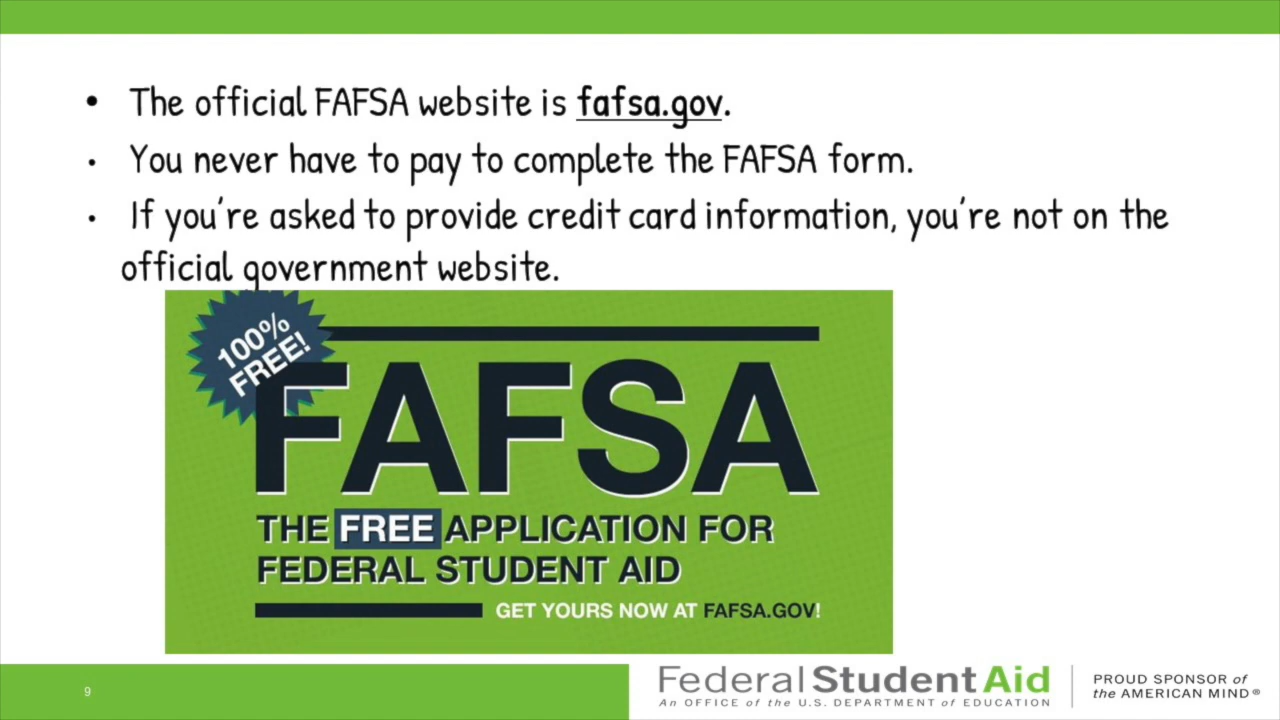 • The official FAFSA website is fafsa.gov.
• You never have to pay to complete the FAFSA form.
• If you're asked to provide credit card information, you're not on the
official government website.
100%
FREE!
FAFSA
THE FREE APPLICATION FOR
FEDERAL STUDENT AID
GET YOURS NOW AT FAFSA.GOV!
9
Federal Student Aid
An OFFICE of the U.S. DEPARTMENT of EDUCATION
PROUD SPONSOR of
the AMERICAN MIND®